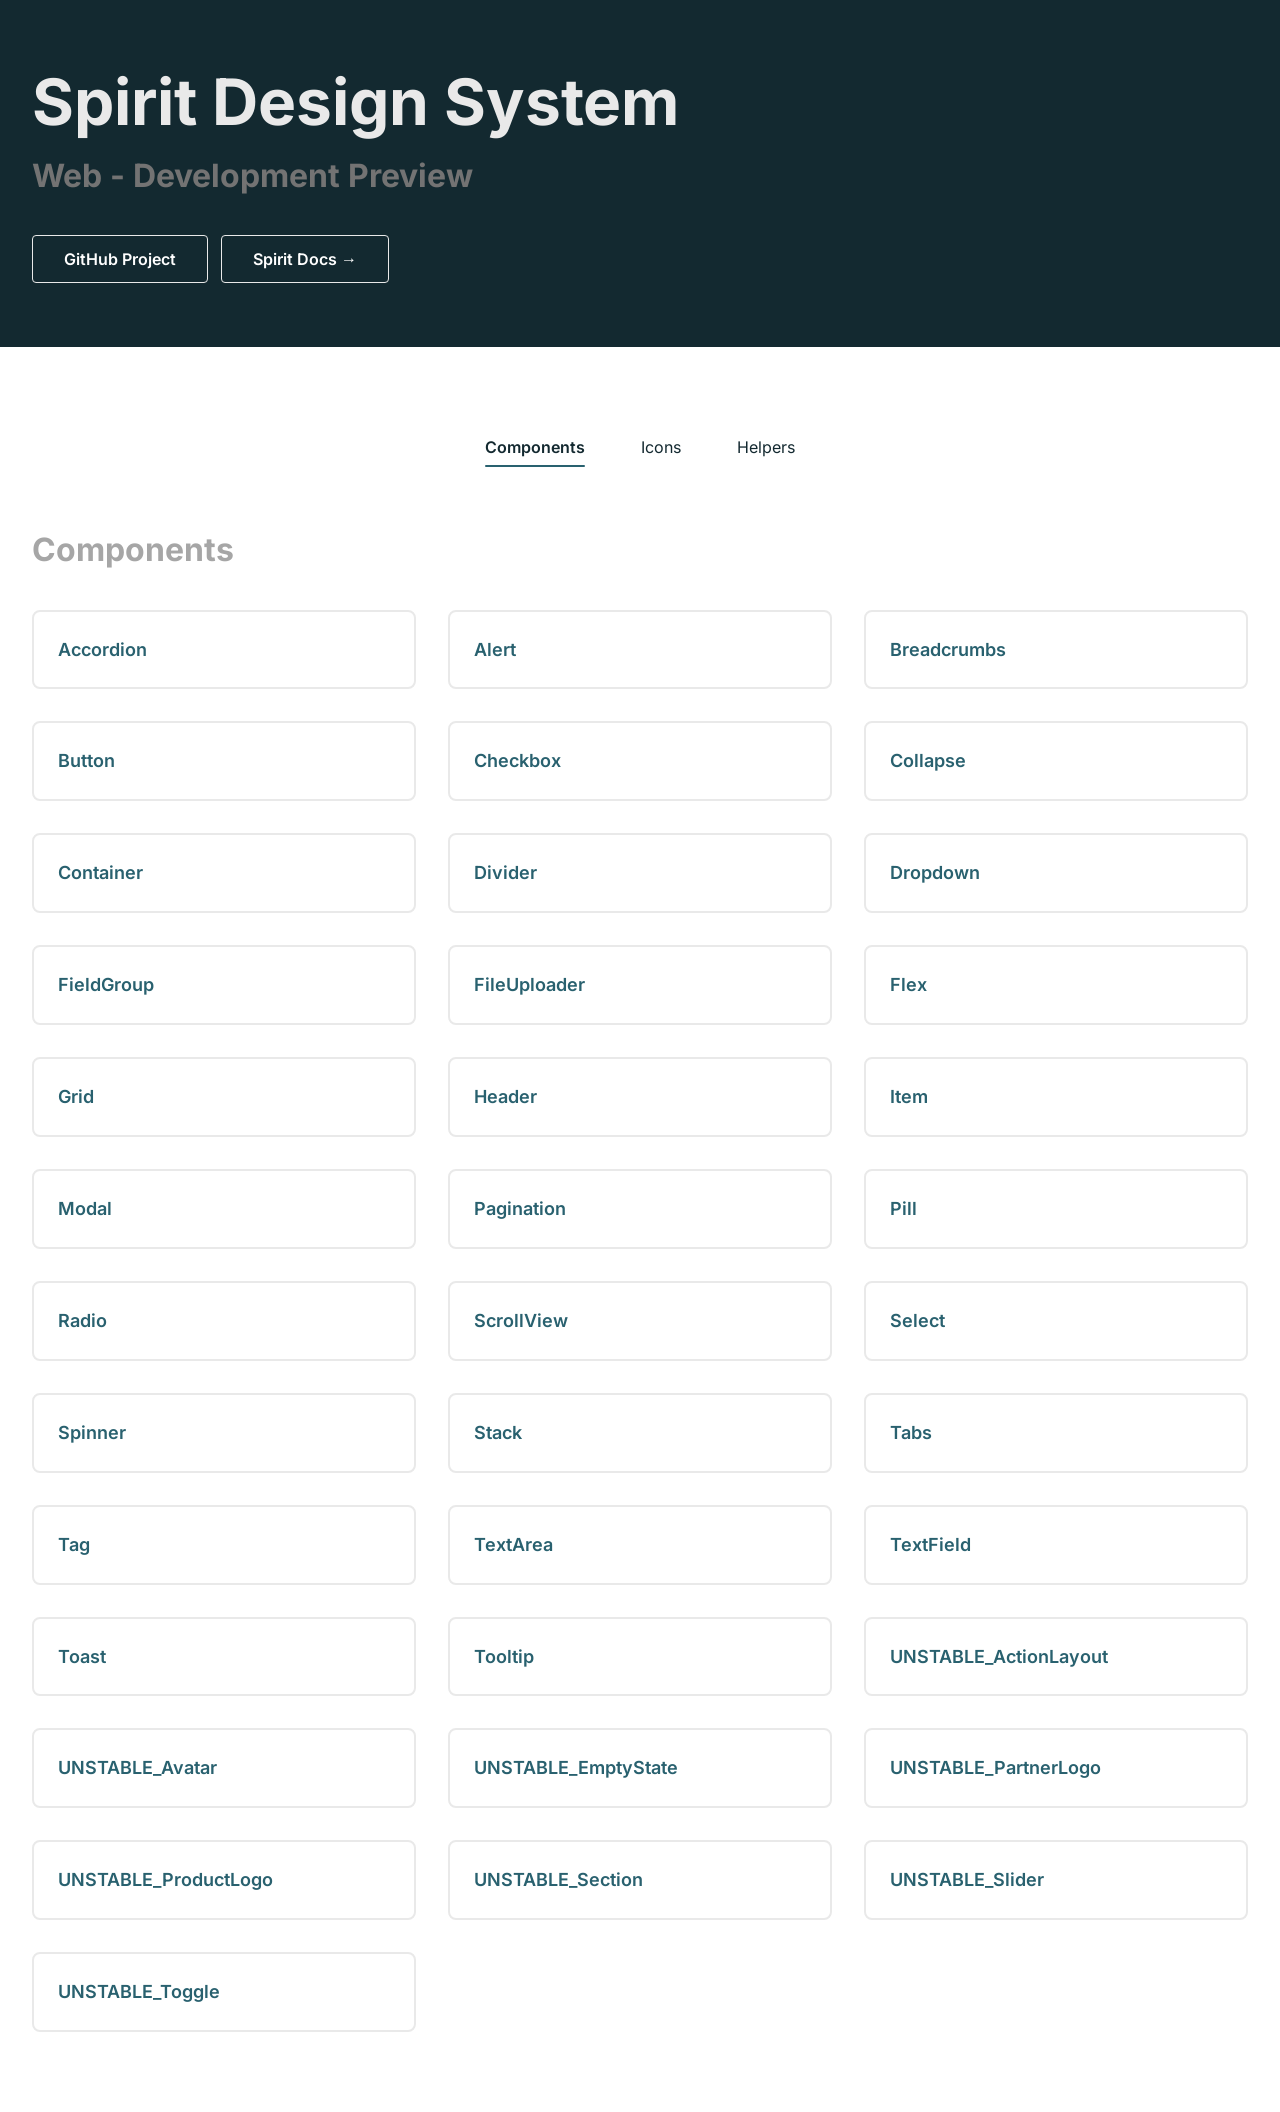 Spirit Design System
Web - Development Preview
GitHub Project
Spirit Docs →
Components
Icons
Helpers
Components
Accordion
Alert
Breadcrumbs
Button
Checkbox
Collapse
Container
Divider
Dropdown
FieldGroup
FileUploader
Flex
Grid
Header
Item
Modal
Pagination
Pill
Radio
ScrollView
Select
Spinner
Stack
Tabs
Tag
TextArea
TextField
Toast
Tooltip
UNSTABLE_ActionLayout
UNSTABLE_Avatar
UNSTABLE_EmptyState
UNSTABLE_PartnerLogo
UNSTABLE_ProductLogo
UNSTABLE_Section
UNSTABLE_Slider
UNSTABLE_Toggle